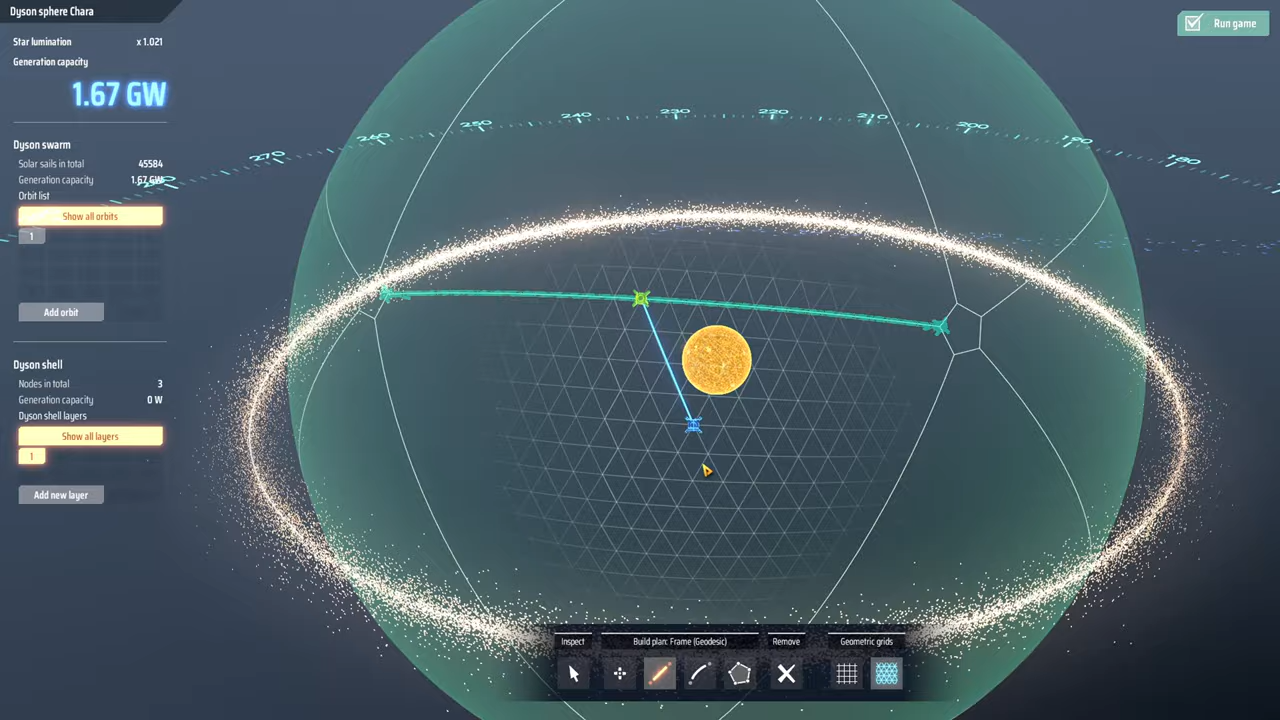 Dyson sphere Chara
Run game
Star lumination x 1.021
Generation capacity
1.67 GW
Dyson swarm
Solar sails in total 45584
Generation capacity 1.67 GW
Orbit list
Show all orbits
1
Add orbit
Dyson shell
Nodes in total 3
Generation capacity 0 W
Dyson shell layers
Show all layers
1
Add new layer
270 260 250 240 230 220 210 200 190 180
Inspect Build plan: Frame (Geodesic) Remove Geometric grids